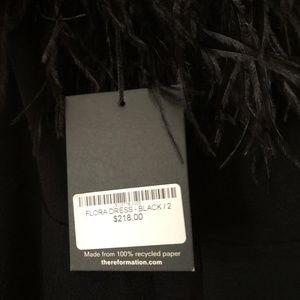 FLORA DRESS - BLACK / 2
$218.00
Made from 100% recycled paper
thereformation.com